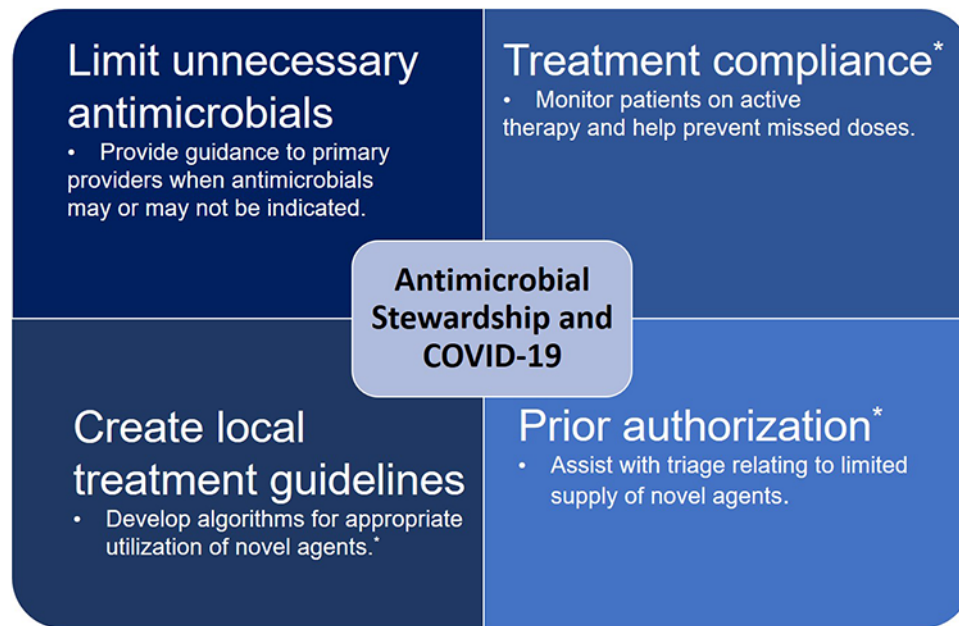 Limit unnecessary
antimicrobials
• Provide guidance to primary
providers when antimicrobials
may or may not be indicated.
Treatment compliance*
• Monitor patients on active
therapy and help prevent missed doses.
Antimicrobial
Stewardship and
COVID-19
Create local
treatment guidelines
• Develop algorithms for appropriate
utilization of novel agents.*
Prior authorization*
• Assist with triage relating to limited
supply of novel agents.